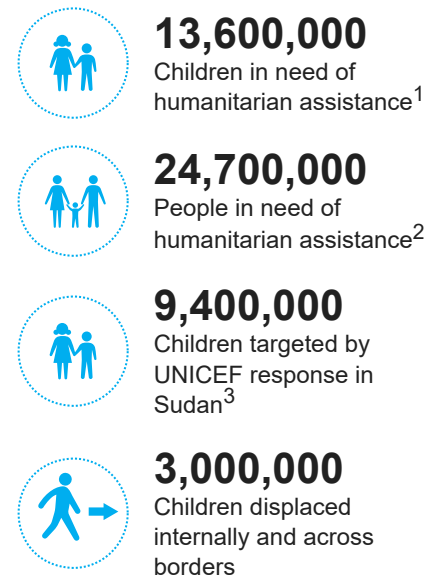 13,600,000
Children in need of
humanitarian assistance1
24,700,000
People in need of
humanitarian assistance2
9,400,000
Children targeted by
UNICEF response in
Sudan3
3,000,000
Children displaced
internally and across
borders